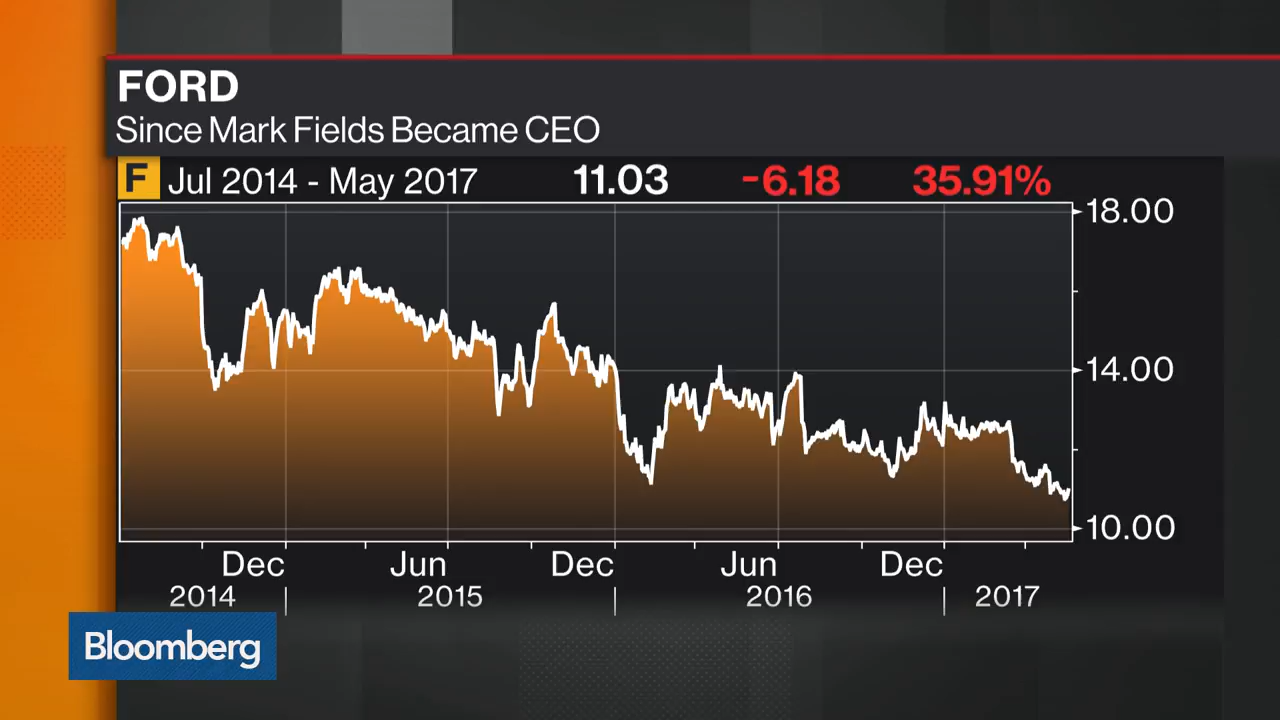 FORD
Since Mark Fields Became CEO
F Jul 2014 - May 2017 11.03 -6.18 35.91%
18.00
14.00
10.00
Dec Jun Dec Jun Dec
2014 2015 2016 2017
Bloomberg